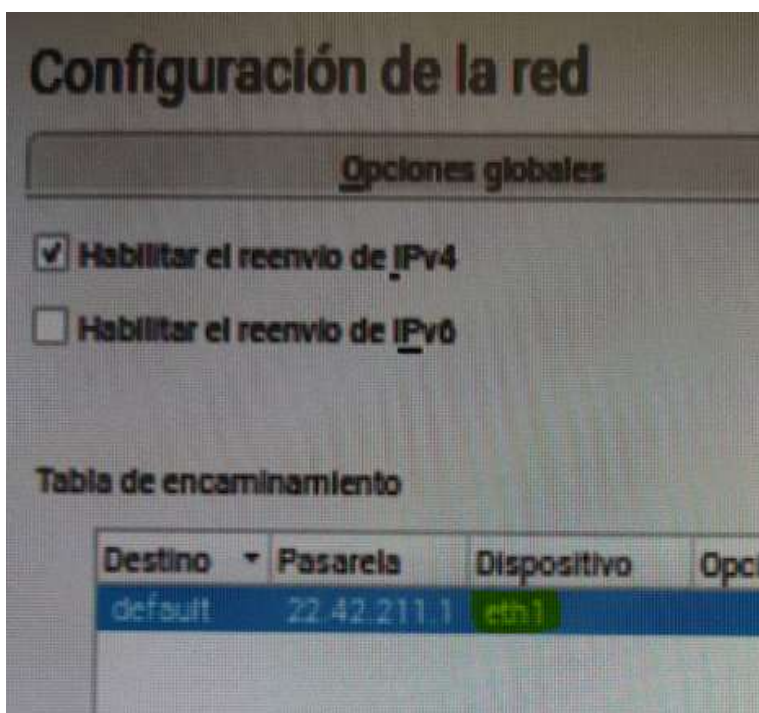 Configuración de la red
Opciones globales
Habilitar el reenvío de IPv4
Habilitar el reenvío de IPv6
Tabla de encaminamiento
Destino Pasarela Dispositivo Opci
default 22.42.211.1 eth1